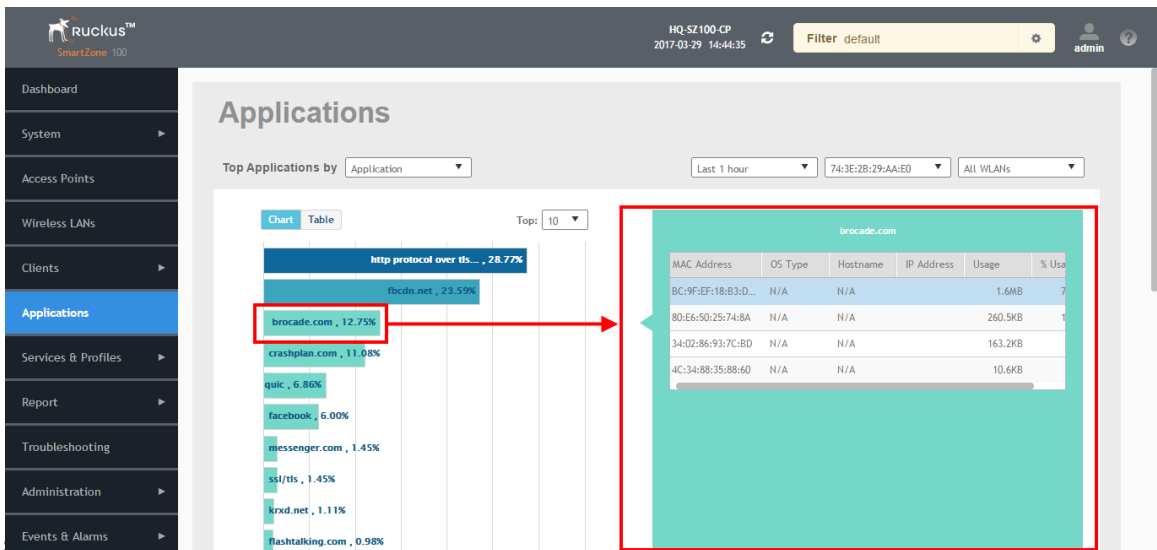 Ruckus™
SmartZone 100
HQ-SZ100-CP
2017-03-29 14:44:35
Filter default
admin
?
Dashboard
System
Access Points
Wireless LANs
Clients
Applications
Services & Profiles
Report
Troubleshooting
Administration
Events & Alarms
Applications
Top Applications by Application
Last 1 hour
74:3E:2B:29:AA:E0
All WLANs
Chart Table
Top: 10
http protocol over tls... , 28.77%
fbcdn.net , 23.59%
brocade.com , 12.75%
crashplan.com , 11.08%
quic , 6.86%
facebook , 6.00%
messenger.com , 1.45%
ssl/tls , 1.45%
krxd.net , 1.11%
flashtalking.com , 0.98%
brocade.com
MAC Address OS Type Hostname IP Address Usage % Usa
BC:9F:EF:18:B3:D... N/A N/A 1.6MB 7
80:E6:50:25:74:8A N/A N/A 260.5KB 1
34:02:86:93:7C:BD N/A N/A 163.2KB
4C:34:88:35:88:60 N/A N/A 10.6KB